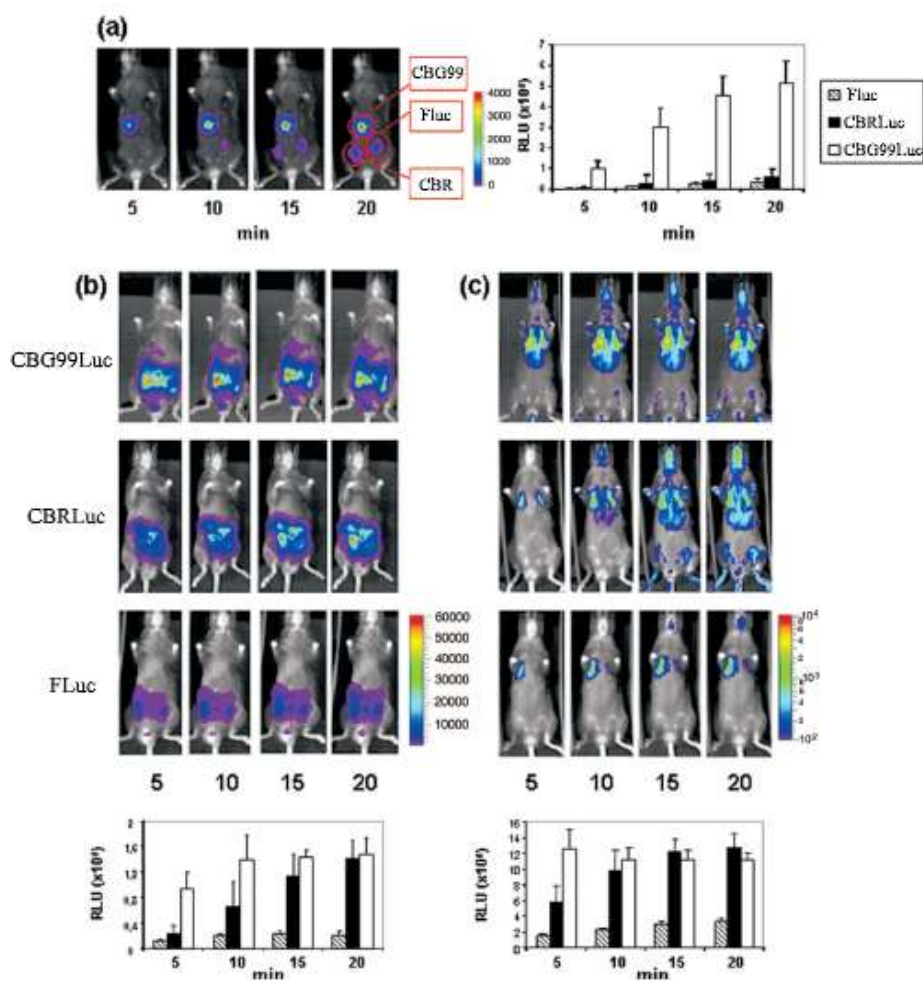 (a)
CBG99
Fluc
CBR
4000
3000
2000
1000
0
5 10 15 20
min
RLU
7
6
5
4
3
2
1
0
5 10 15 20
min
Fluc
CBRLuc
CBG99Luc
(b)
(c)
CBG99Luc
CBRLuc
FLuc
60000
50000
40000
30000
20000
10000
10⁴
10³
10²
5 10 15 20
5 10 15 20
RLU
2
1,6
1,2
0,8
0,4
0
5 10 15 20
min
RLU
16
14
12
10
8
6
4
2
0
5 10 15 20
min